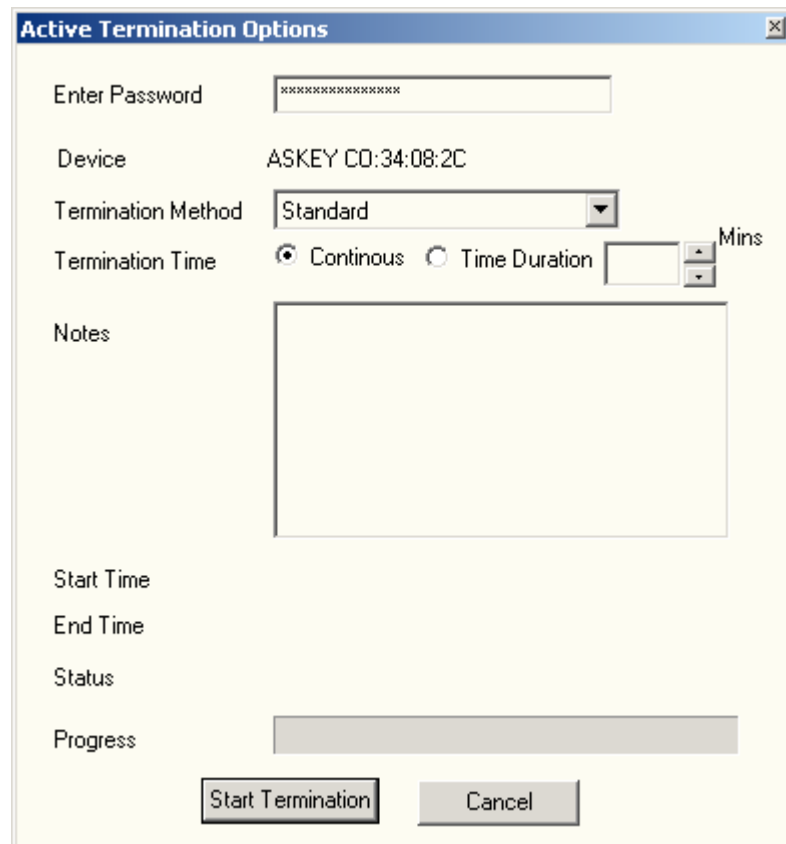 Active Termination Options
Enter Password ***************
Device ASKEY C0:34:08:2C
Termination Method Standard
Termination Time Continous Time Duration Mins
Notes
Start Time
End Time
Status
Progress
Start Termination Cancel